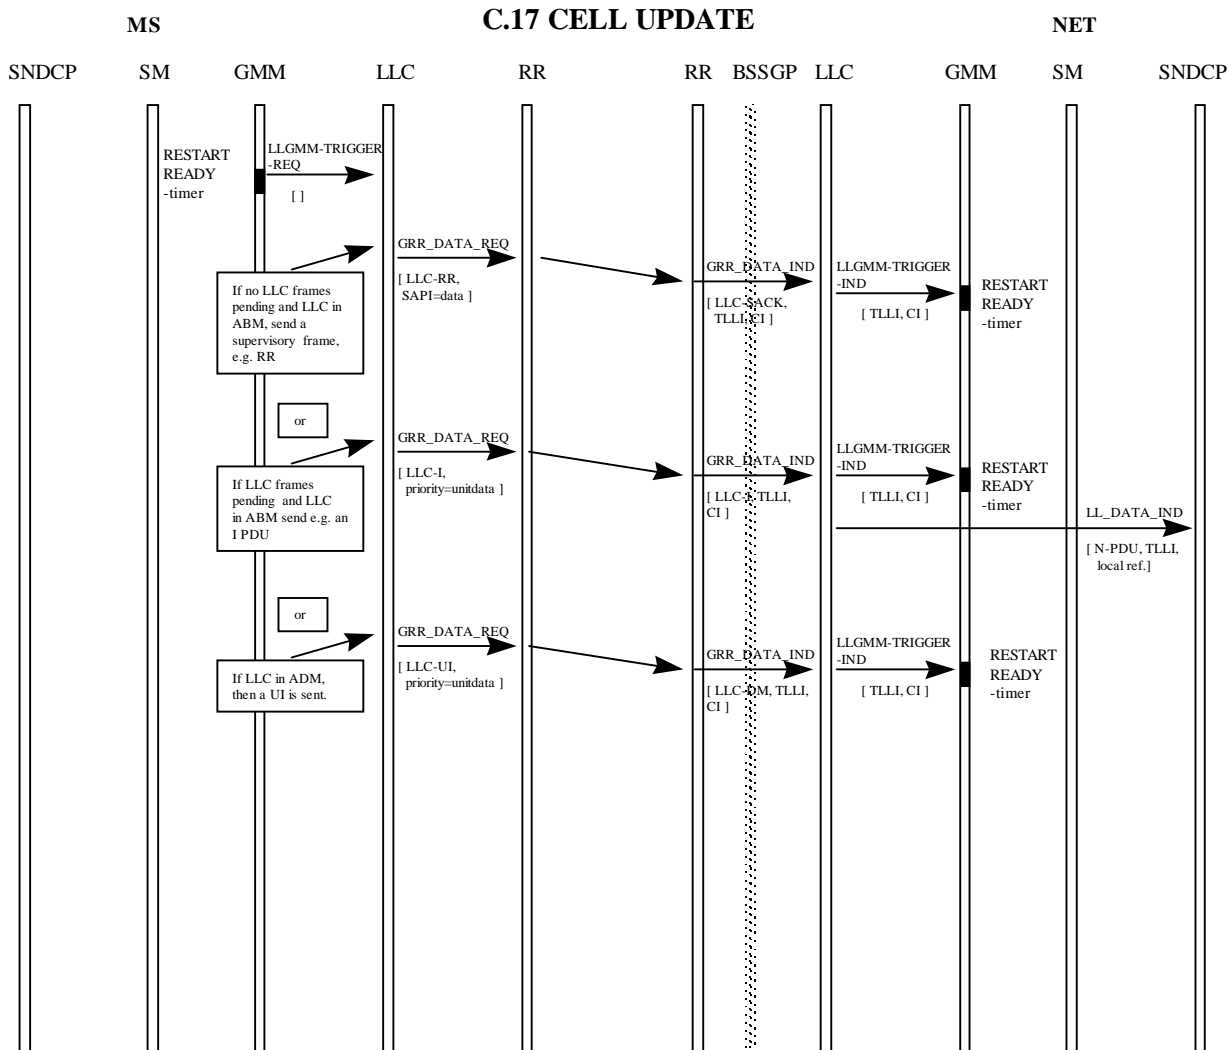 C.17 CELL UPDATE
MS
NET
SNDCP SM GMM LLC RR RR BSSGP LLC GMM SM SNDCP
RESTART
READY
-timer
LLGMM-TRIGGER
-REQ
[ ]
GRR_DATA_REQ
[ LLC-RR,
SAPI=data ]
GRR_DATA_IND
[ LLC-SACK,
TLLI, CI ]
LLGMM-TRIGGER
-IND
[ TLLI, CI ]
RESTART
READY
-timer
If no LLC frames
pending and LLC in
ABM, send a
supervisory frame,
e.g. RR
or
GRR_DATA_REQ
[ LLC-I,
priority=unitdata ]
GRR_DATA_IND
[ LLC-I, TLLI,
CI ]
LLGMM-TRIGGER
-IND
[ TLLI, CI ]
RESTART
READY
-timer
If LLC frames
pending and LLC
in ABM send e.g. an
I PDU
LL_DATA_IND
[ N-PDU, TLLI,
local ref.]
or
GRR_DATA_REQ
[ LLC-UI,
priority=unitdata ]
GRR_DATA_IND
[ LLC-DM, TLLI,
CI ]
LLGMM-TRIGGER
-IND
[ TLLI, CI ]
RESTART
READY
-timer
If LLC in ADM,
then a UI is sent.